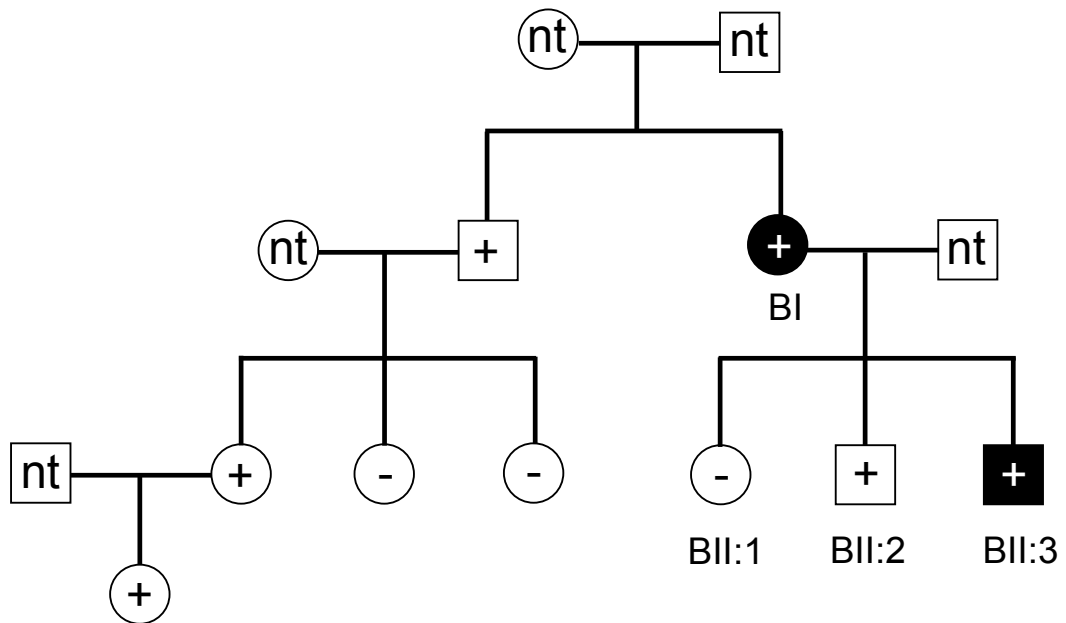 nt nt
nt + + nt
BI
nt + - - - + +
BII:1 BII:2 BII:3
+